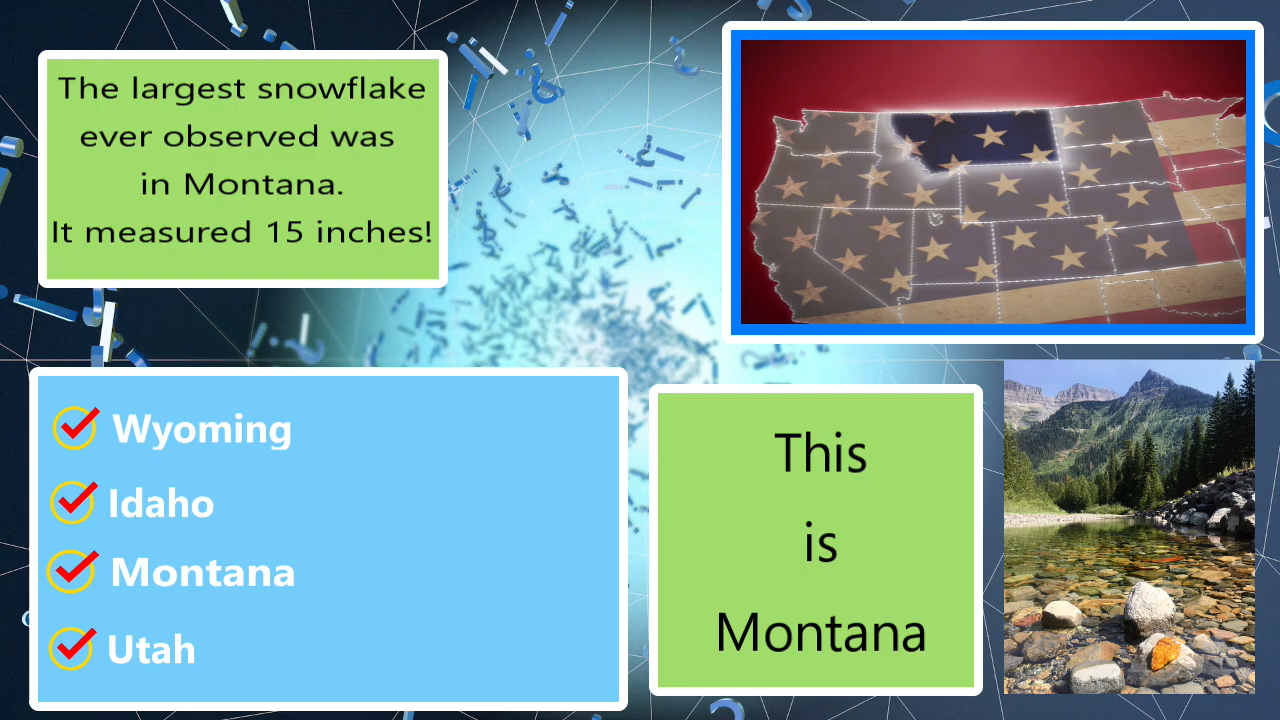 The largest snowflake
ever observed was
in Montana.
It measured 15 inches!
Wyoming
Idaho
Montana
Utah
This
is
Montana